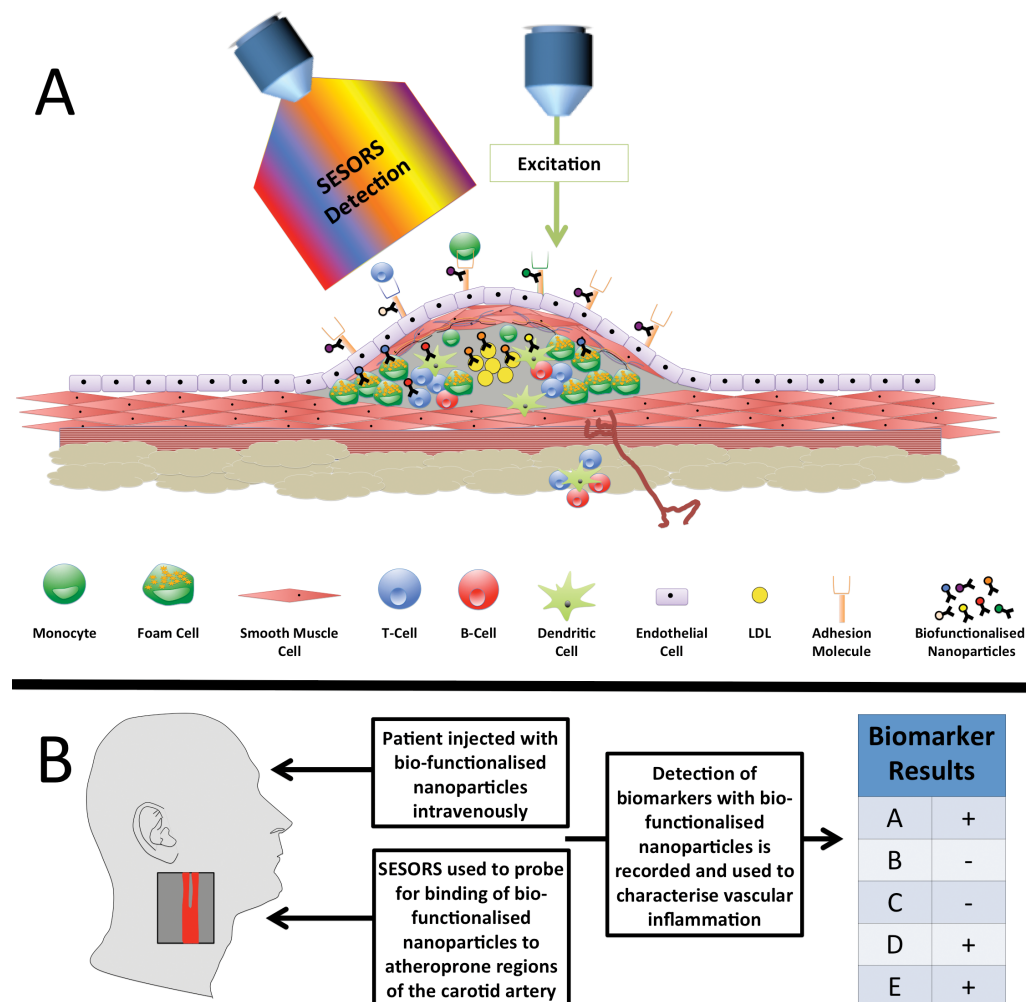 A
SESORS
Detection
Excitation
Monocyte
Foam Cell
Smooth Muscle
Cell
T-Cell
B-Cell
Dendritic
Cell
Endothelial
Cell
LDL
Adhesion
Molecule
Biofunctionalised
Nanoparticles
B
Patient injected with
bio-functionalised
nanoparticles
intravenously
SESORS used to probe
for binding of bio-
functionalised
nanoparticles to
atheroprone regions
of the carotid artery
Detection of
biomarkers with bio-
functionalised
nanoparticles is
recorded and used to
characterise vascular
inflammation
Biomarker
Results
A +
B -
C -
D +
E +